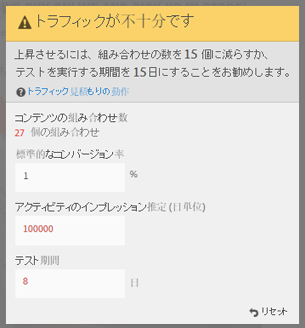 トラフィックが不十分です
上昇させるには、組み合わせの数を 15 個に減らすか、
テストを実行する期間を 15日にすることをお勧めします。
トラフィック見積もりの動作
コンテンツの組み合わせ数
27 個の組み合わせ
標準的なコンバージョン率
1 %
アクティビティのインプレッション推定 (日単位)
100000
テスト期間
8 日
リセット